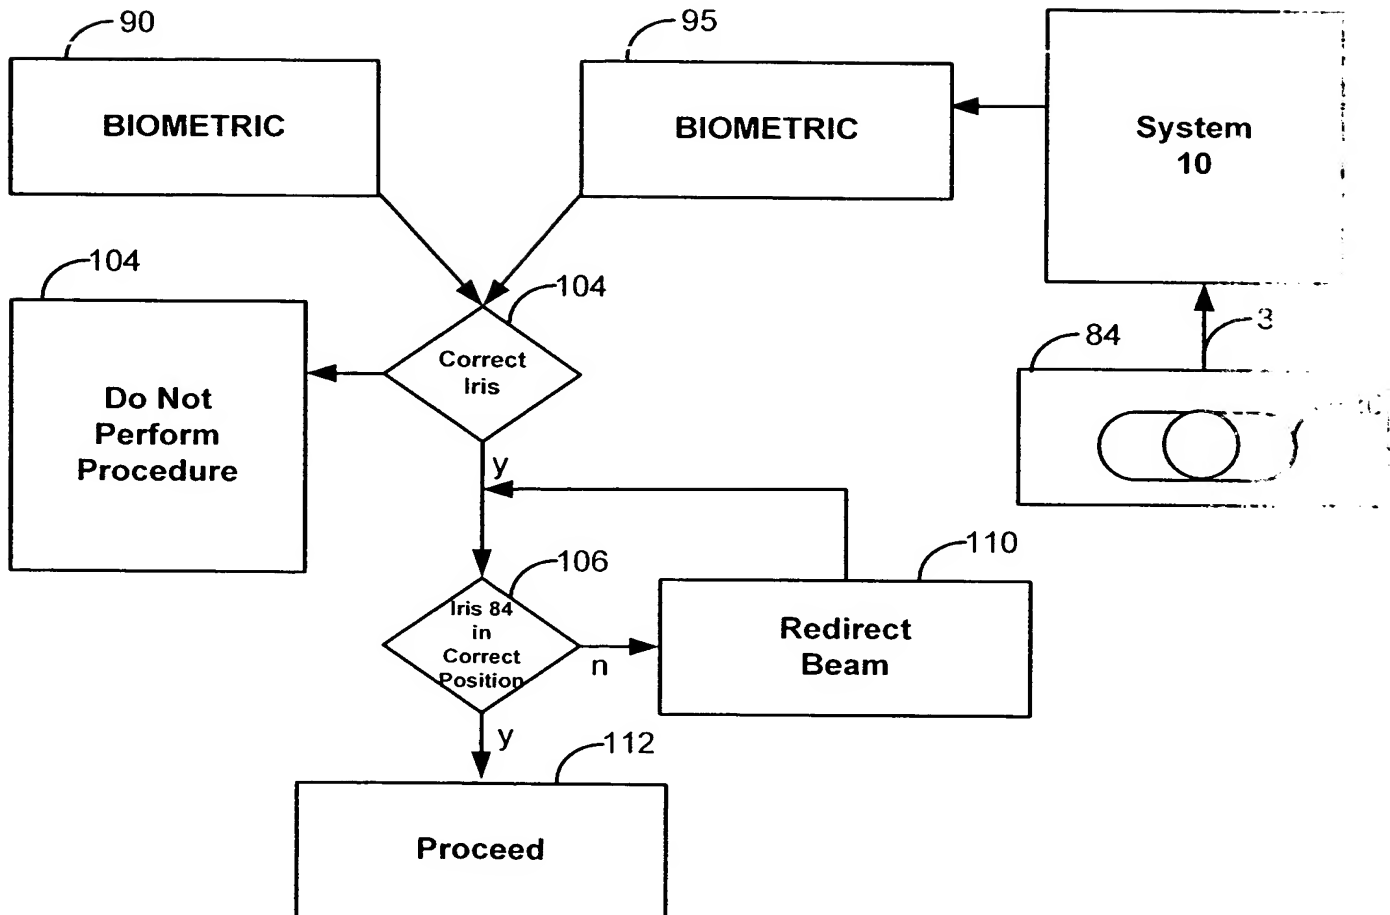 90
95
BIOMETRIC
BIOMETRIC
System
10
104
104
3
84
Correct
Iris
Do Not
Perform
Procedure
y
106
110
Iris 84
in
Correct
Position
n
Redirect
Beam
y
112
Proceed